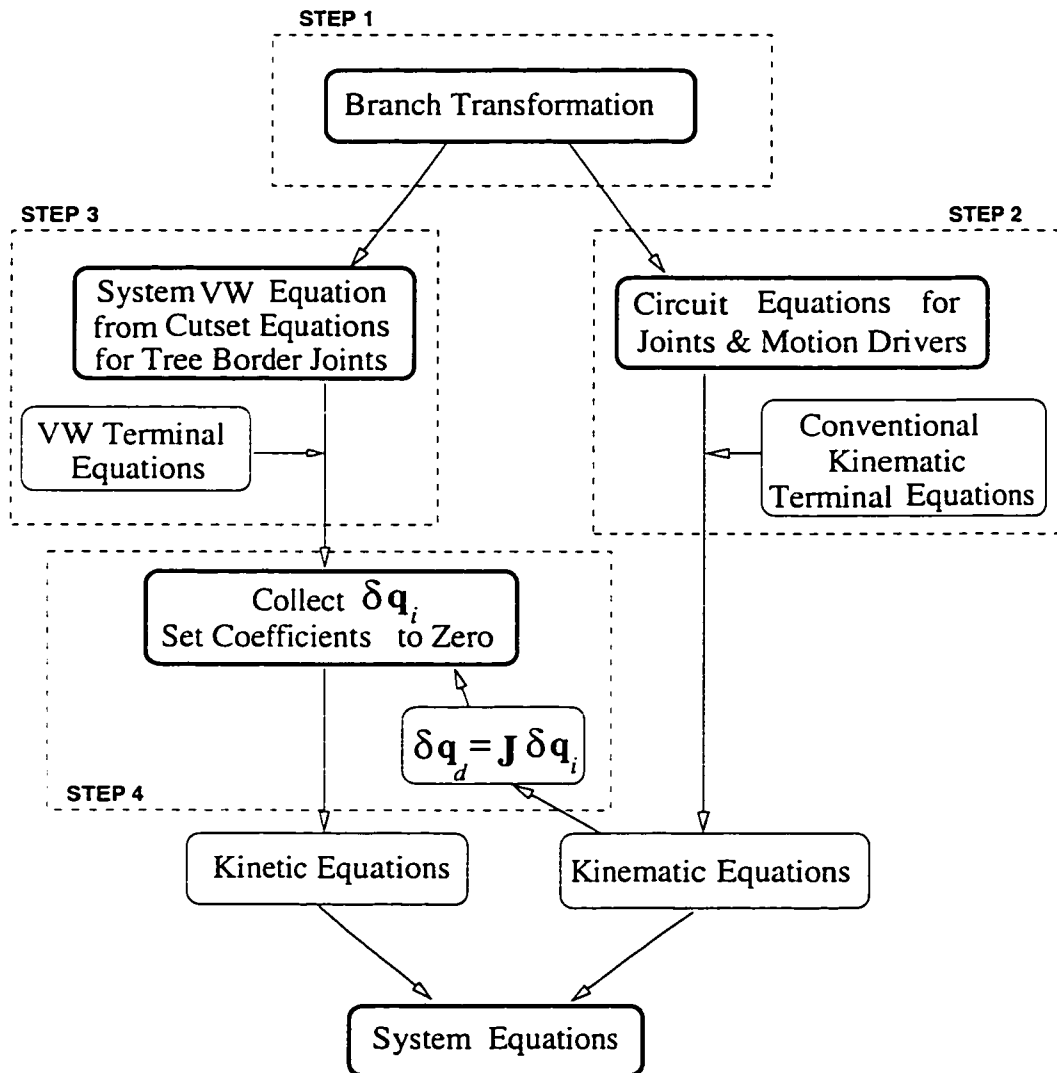 STEP 1
Branch Transformation
STEP 3
STEP 2
System VW Equation
from Cutset Equations
for Tree Border Joints
Circuit Equations for
Joints & Motion Drivers
VW Terminal
Equations
Conventional
Kinematic
Terminal Equations
Collect δq_i
Set Coefficients to Zero
δq_d = J δq_i
STEP 4
Kinetic Equations
Kinematic Equations
System Equations